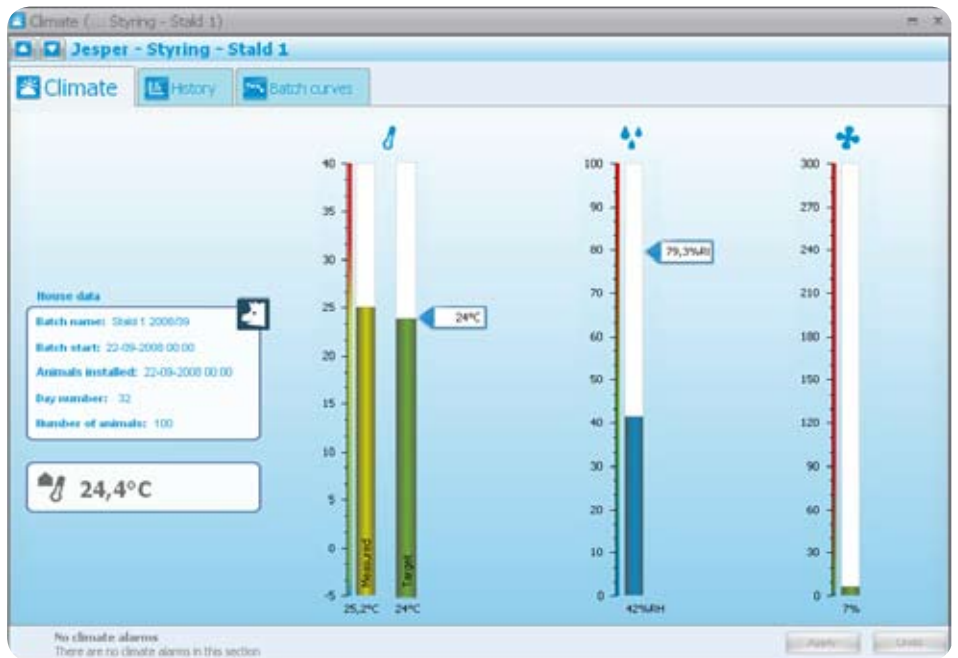 Climate (... Styring - Stald 1)
Jesper - Styring - Stald 1
Climate
History
Batch curves
House data
Batch name: Stald 1 2008/39
Batch start: 22-09-2008 00:00
Animals installed: 22-09-2008 00:00
Day number: 32
Number of animals: 100
24,4°C
40
35
30
25
20
15
10
5
0
-5
Measured
Target
24°C
25,2°C
24°C
100
90
80
70
60
50
40
30
20
10
0
79,3%RH
42%RH
300
270
240
210
180
150
120
90
60
30
0
7%
No climate alarms
There are no climate alarms in this section
Apply
Undo